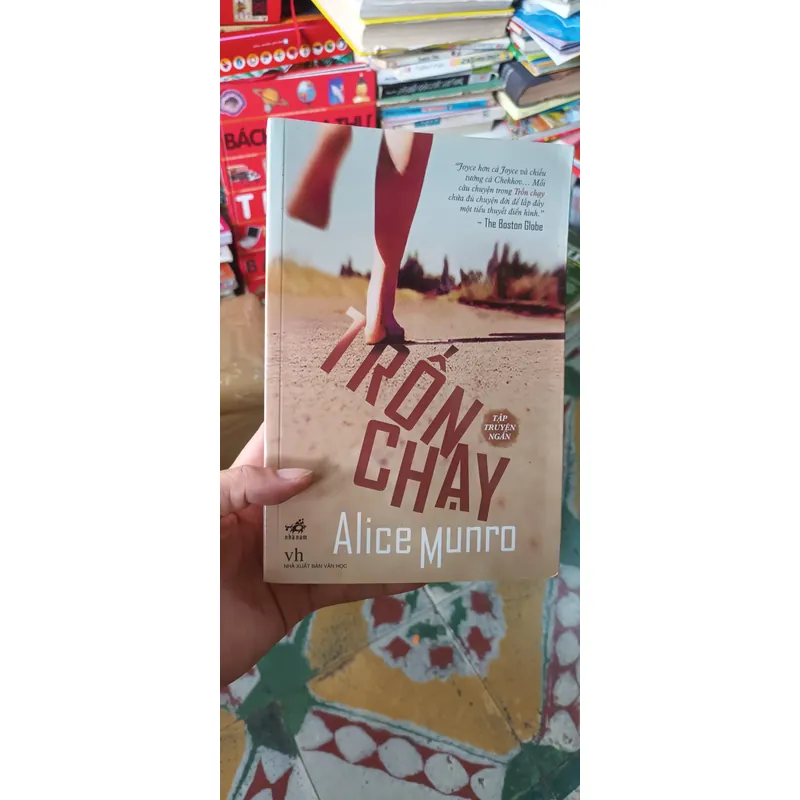 BÁCH
THƯ
"Joyce hơn cả Joyce và chiều
tướng cả Chekhov... Mỗi
câu chuyện trong Trốn chạy
chứa đủ chuyện đời để lấp đầy
một tiểu thuyết điển hình."
– The Boston Globe
TRỐN
CHẠY
TẬP
TRUYỆN
NGẮN
Alice Munro
nhã nam
vh
NHÀ XUẤT BẢN VĂN HỌC